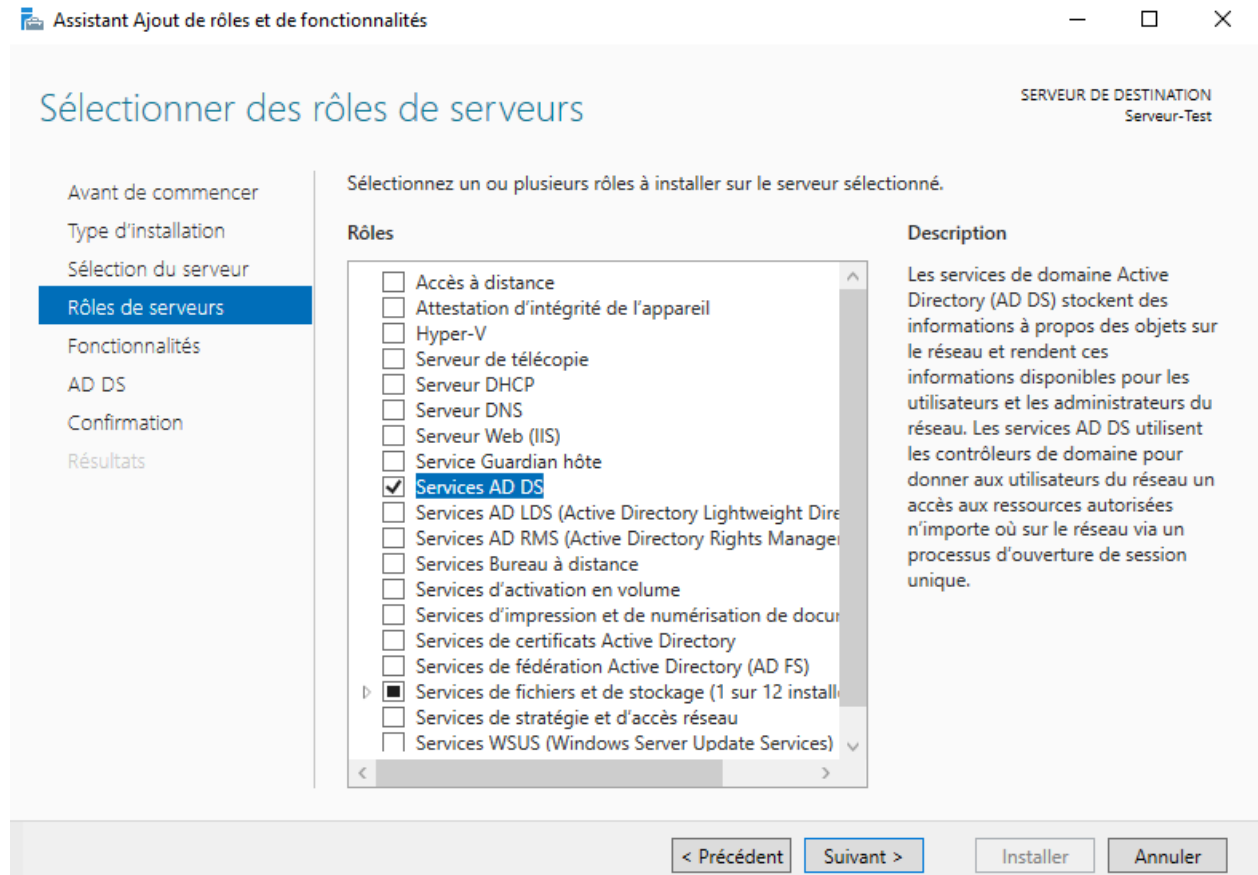 Assistant Ajout de rôles et de fonctionnalités
Sélectionner des rôles de serveurs
SERVEUR DE DESTINATION
Serveur-Test
Avant de commencer
Type d'installation
Sélection du serveur
Rôles de serveurs
Fonctionnalités
AD DS
Confirmation
Résultats
Sélectionnez un ou plusieurs rôles à installer sur le serveur sélectionné.
Rôles
Accès à distance
Attestation d'intégrité de l'appareil
Hyper-V
Serveur de télécopie
Serveur DHCP
Serveur DNS
Serveur Web (IIS)
Service Guardian hôte
Services AD DS
Services AD LDS (Active Directory Lightweight Dire
Services AD RMS (Active Directory Rights Manager
Services Bureau à distance
Services d'activation en volume
Services d'impression et de numérisation de docur
Services de certificats Active Directory
Services de fédération Active Directory (AD FS)
Services de fichiers et de stockage (1 sur 12 install
Services de stratégie et d'accès réseau
Services WSUS (Windows Server Update Services)
Description
Les services de domaine Active
Directory (AD DS) stockent des
informations à propos des objets sur
le réseau et rendent ces
informations disponibles pour les
utilisateurs et les administrateurs du
réseau. Les services AD DS utilisent
les contrôleurs de domaine pour
donner aux utilisateurs du réseau un
accès aux ressources autorisées
n'importe où sur le réseau via un
processus d'ouverture de session
unique.
< Précédent
Suivant >
Installer
Annuler